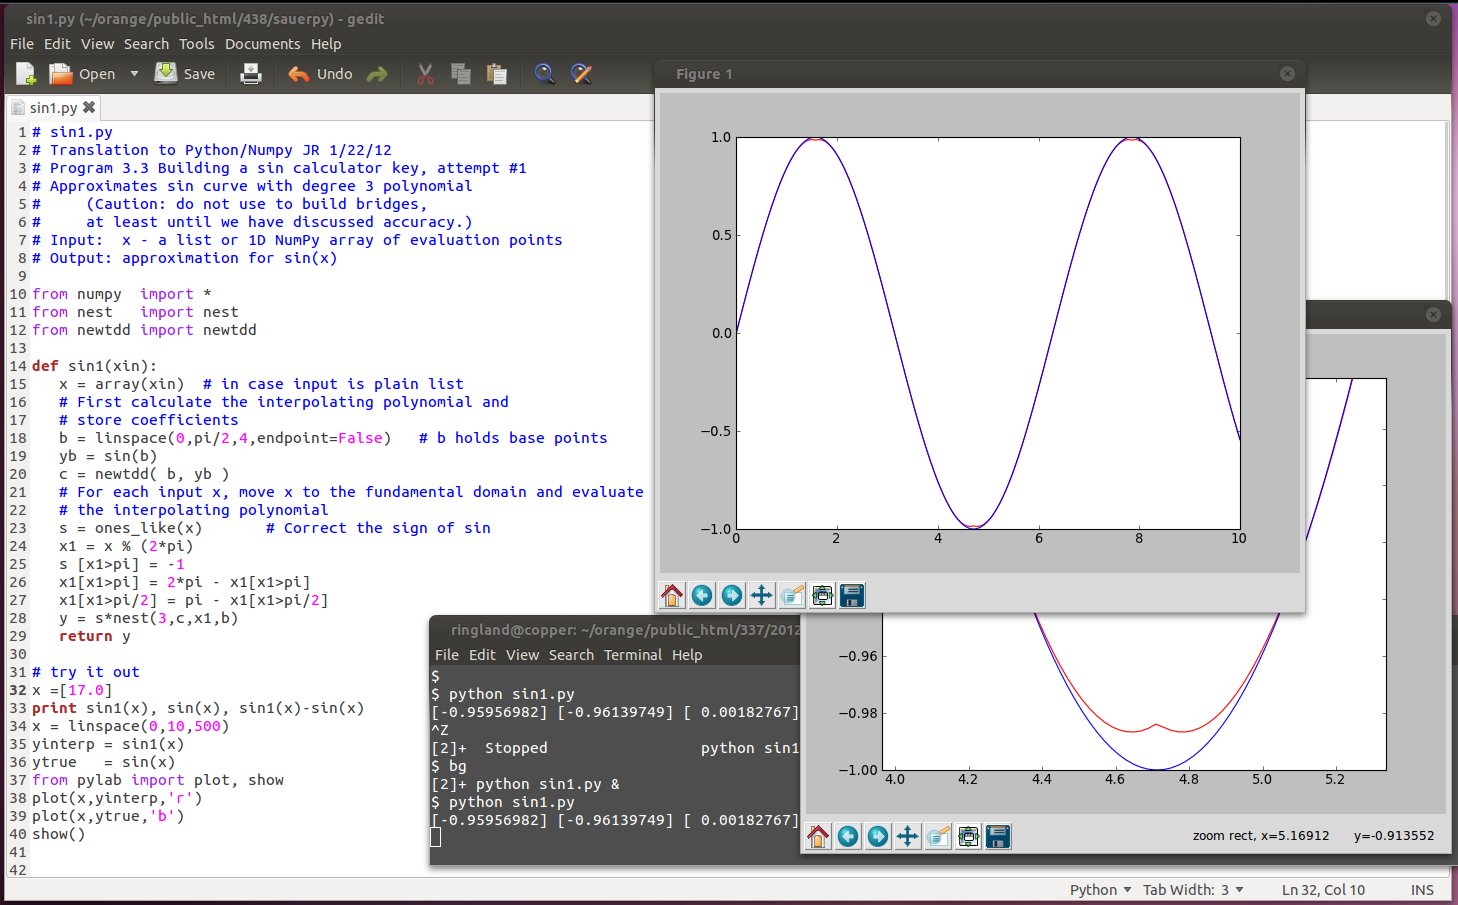 sin1.py (~/orange/public_html/438/sauerpy) - gedit
File Edit View Search Tools Documents Help
Open Save Undo
sin1.py
1 # sin1.py
2 # Translation to Python/Numpy JR 1/22/12
3 # Program 3.3 Building a sin calculator key, attempt #1
4 # Approximates sin curve with degree 3 polynomial
5 #     (Caution: do not use to build bridges,
6 #     at least until we have discussed accuracy.)
7 # Input:  x - a list or 1D NumPy array of evaluation points
8 # Output: approximation for sin(x)
9
10 from numpy  import *
11 from nest   import nest
12 from newtdd import newtdd
13
14 def sin1(xin):
15    x = array(xin)  # in case input is plain list
16    # First calculate the interpolating polynomial and
17    # store coefficients
18    b = linspace(0,pi/2,4,endpoint=False)   # b holds base points
19    yb = sin(b)
20    c = newtdd( b, yb )
21    # For each input x, move x to the fundamental domain and evaluate
22    # the interpolating polynomial
23    s = ones_like(x)       # Correct the sign of sin
24    x1 = x % (2*pi)
25    s [x1>pi] = -1
26    x1[x1>pi] = 2*pi - x1[x1>pi]
27    x1[x1>pi/2] = pi - x1[x1>pi/2]
28    y = s*nest(3,c,x1,b)
29    return y
30
31 # try it out
32 x =[17.0]
33 print sin1(x), sin(x), sin1(x)-sin(x)
34 x = linspace(0,10,500)
35 yinterp = sin1(x)
36 ytrue   = sin(x)
37 from pylab import plot, show
38 plot(x,yinterp,'r')
39 plot(x,ytrue,'b')
40 show()
41
42
Figure 1
1.0
0.5
0.0
−0.5
−1.0
0 2 4 6 8 10
ringland@copper: ~/orange/public_html/337/2012
File Edit View Search Terminal Help
$
$ python sin1.py
[-0.95956982] [-0.96139749] [ 0.00182767]
^Z
[2]+  Stopped                 python sin1
$ bg
[2]+ python sin1.py &
$ python sin1.py
[-0.95956982] [-0.96139749] [ 0.00182767]
−0.96
−0.98
−1.00
4.0 4.2 4.4 4.6 4.8 5.0 5.2
zoom rect, x=5.16912 y=-0.913552
Python Tab Width: 3 Ln 32, Col 10 INS